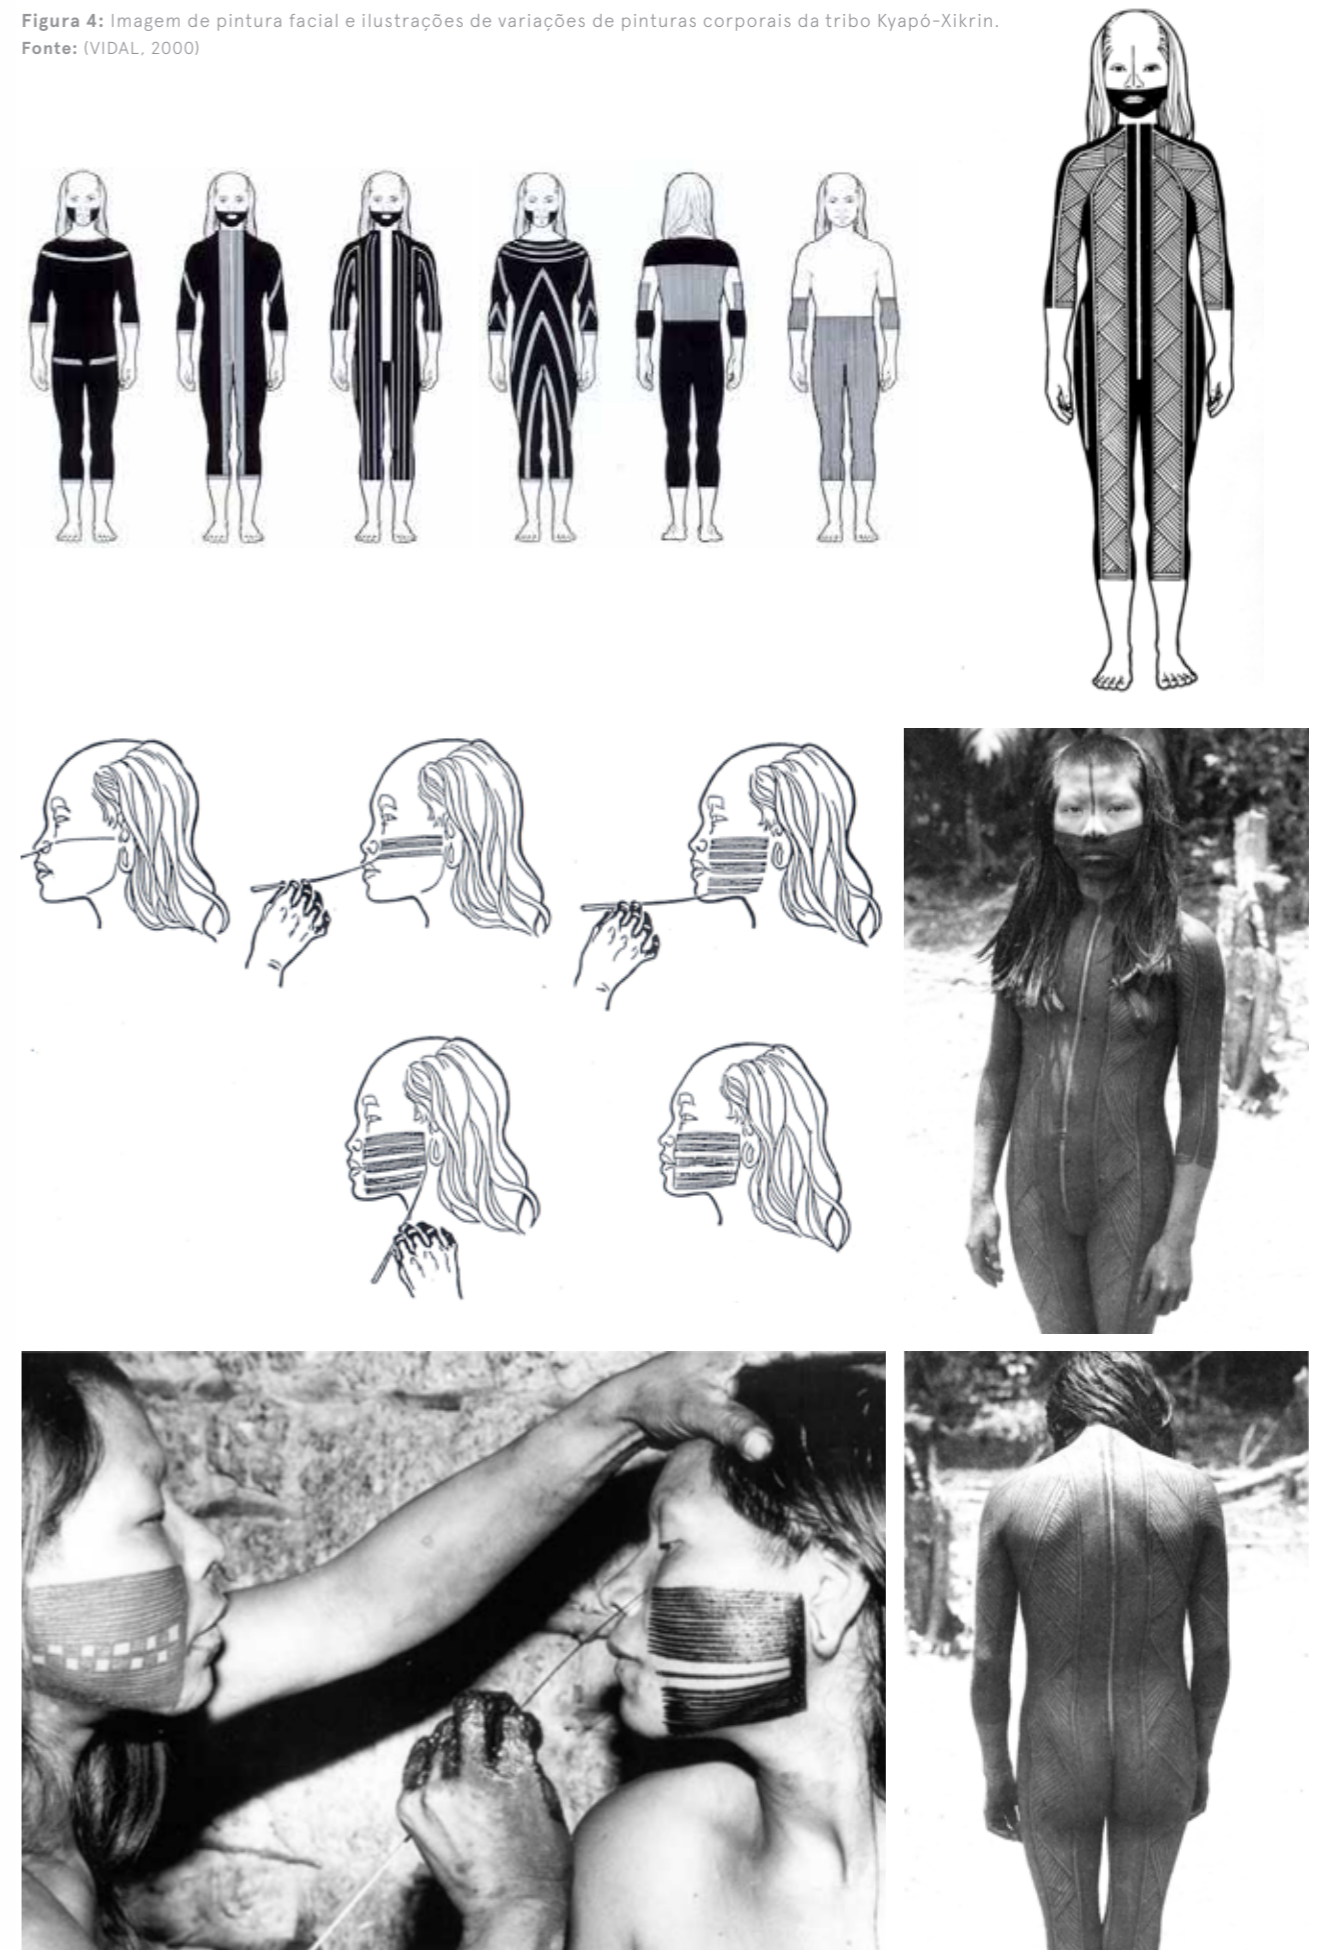 Figura 4: Imagem de pintura facial e ilustrações de variações de pinturas corporais da tribo Kyapó-Xikrin.
Fonte: (VIDAL, 2000)